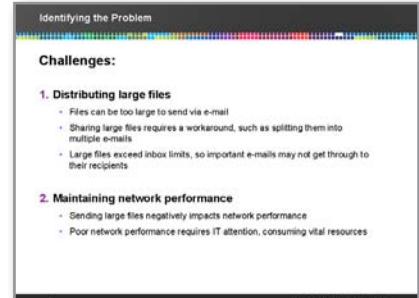 Identifying the Problem
Challenges:
1. Distributing large files
• Files can be too large to send via e-mail
• Sharing large files requires a workaround, such as splitting them into
multiple e-mails
• Large files exceed inbox limits, so important e-mails may not get through to
their recipients
2. Maintaining network performance
• Sending large files negatively impacts network performance
• Poor network performance requires IT attention, consuming vital resources